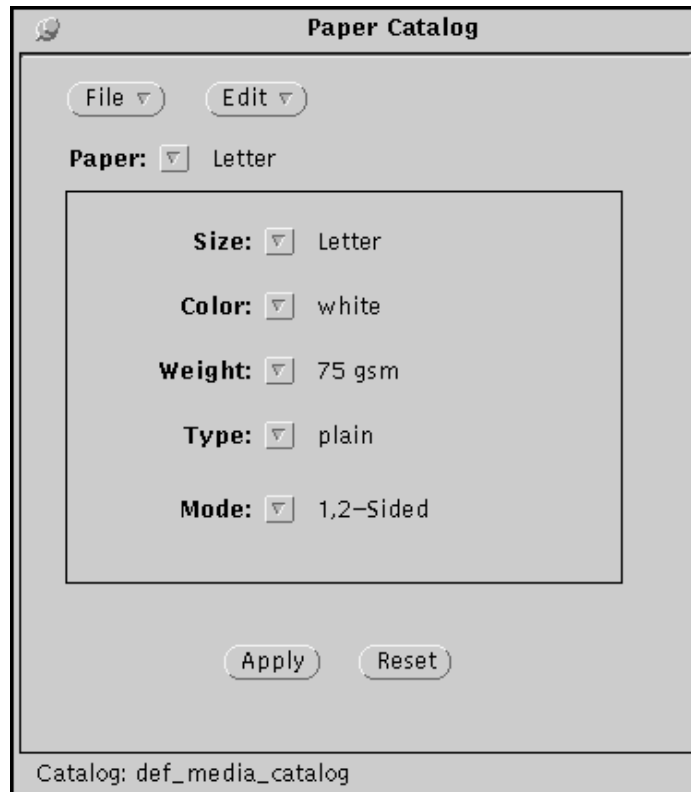 Paper Catalog
File Edit
Paper: Letter
Size: Letter
Color: white
Weight: 75 gsm
Type: plain
Mode: 1,2-Sided
Apply Reset
Catalog: def_media_catalog